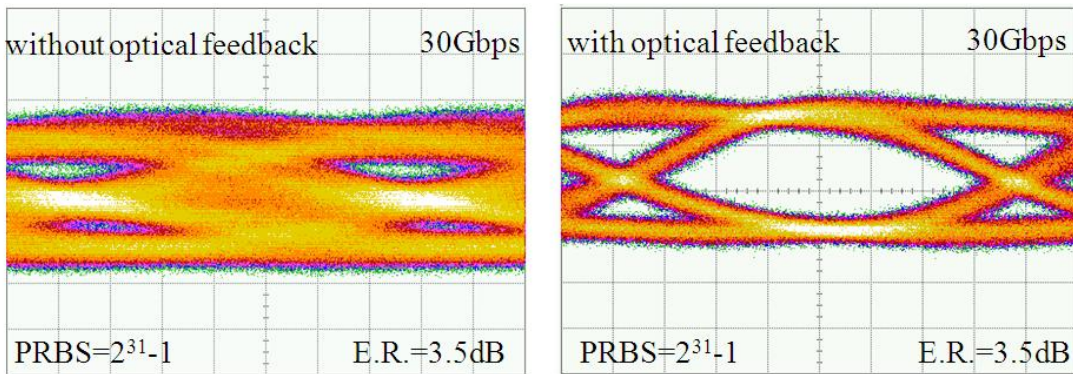 without optical feedback 30Gbps
PRBS=2³¹-1 E.R.=3.5dB
with optical feedback 30Gbps
PRBS=2³¹-1 E.R.=3.5dB